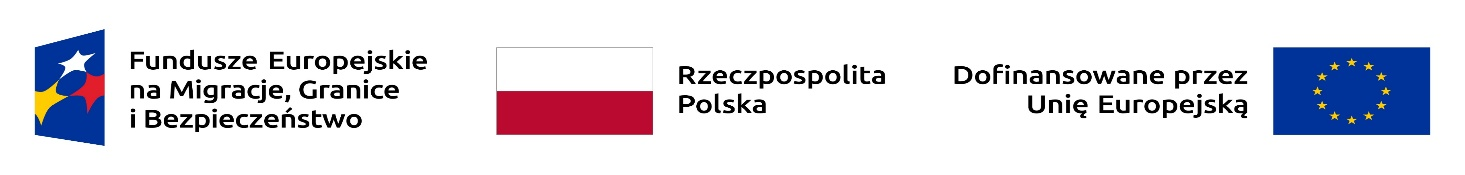 Fundusze Europejskie
na Migracje, Granice
i Bezpieczeństwo
Rzeczpospolita
Polska
Dofinansowane przez
Unię Europejską